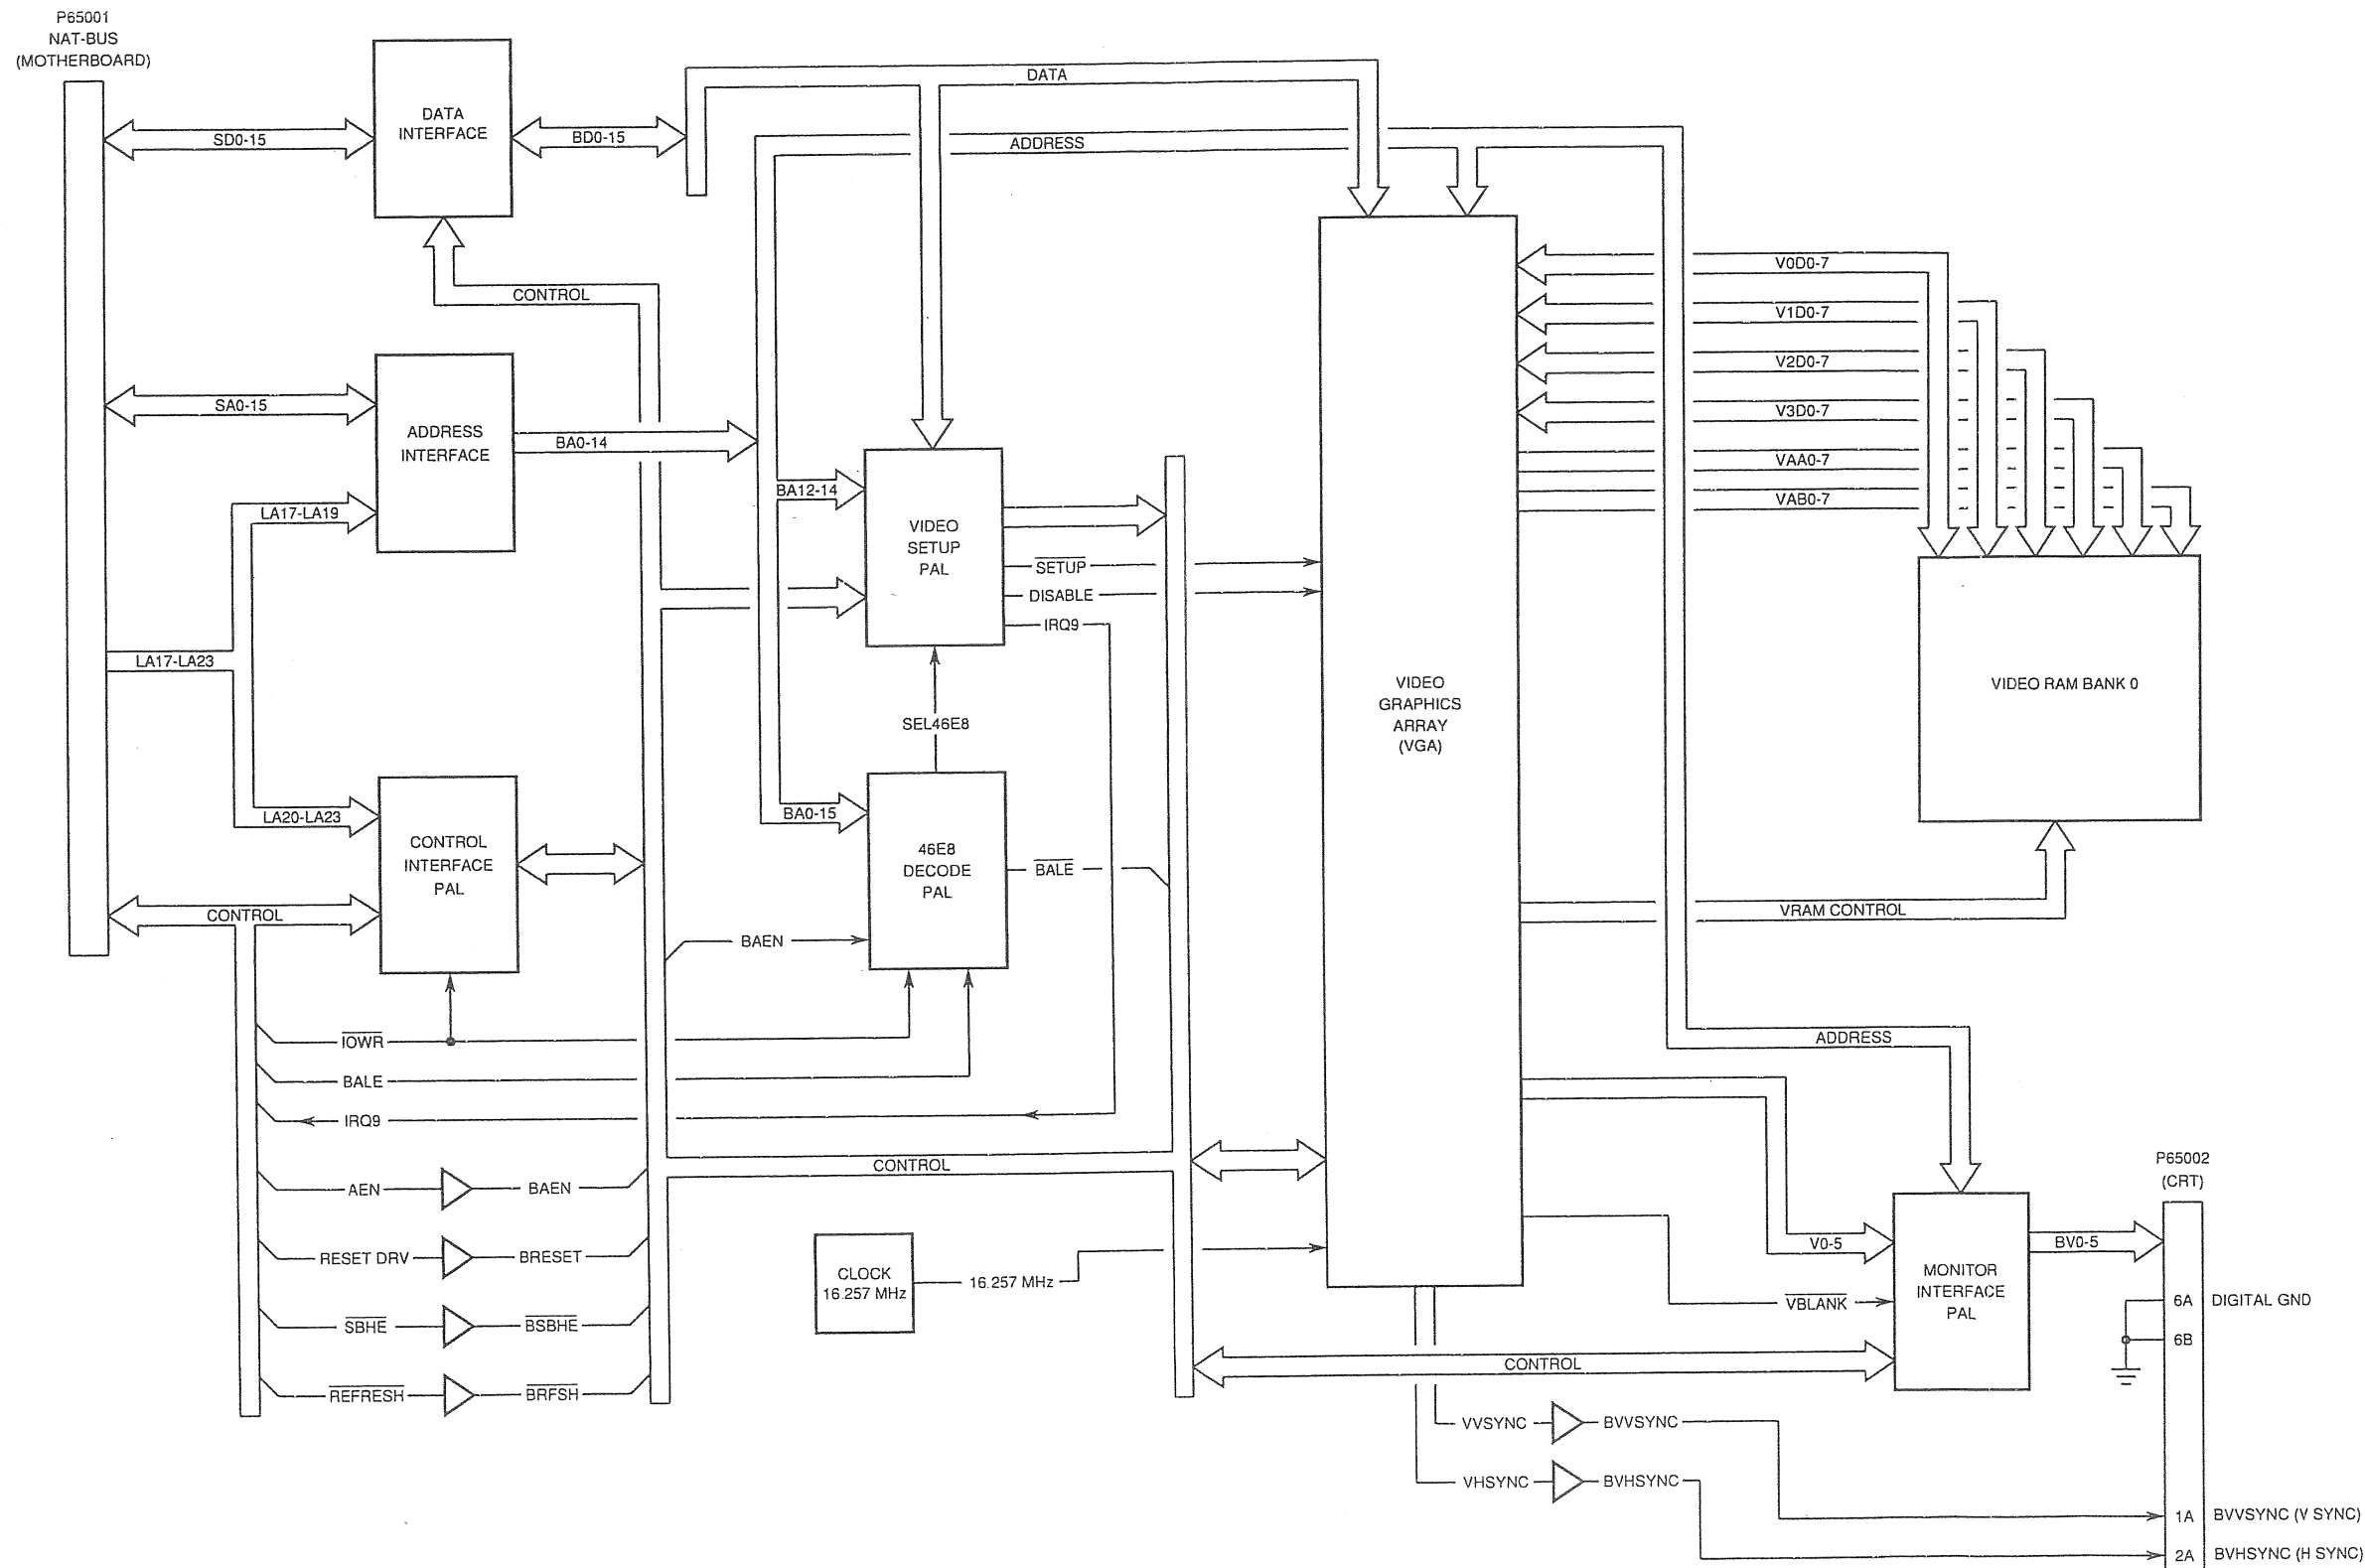 P65001
NAT-BUS
(MOTHERBOARD)
DATA
INTERFACE
SD0-15
BD0-15
DATA
ADDRESS
CONTROL
SA0-15
ADDRESS
INTERFACE
BA0-14
LA17-LA19
LA17-LA23
LA20-LA23
CONTROL
INTERFACE
PAL
CONTROL
BA12-14
VIDEO
SETUP
PAL
SETUP
DISABLE
IRQ9
SEL46E8
BA0-15
46E8
DECODE
PAL
BALE
BAEN
IOWR
BALE
IRQ9
AEN
BAEN
RESET DRV
BRESET
SBHE
BSBHE
REFRESH
BRFSH
CONTROL
CLOCK
16.257 MHz
16.257 MHz
VIDEO
GRAPHICS
ARRAY
(VGA)
V0D0-7
V1D0-7
V2D0-7
V3D0-7
VAA0-7
VAB0-7
VIDEO RAM BANK 0
VRAM CONTROL
ADDRESS
V0-5
VBLANK
MONITOR
INTERFACE
PAL
BV0-5
P65002
(CRT)
6A
DIGITAL GND
6B
CONTROL
VVSYNC
BVVSYNC
VHSYNC
BVHSYNC
1A
BVVSYNC (V SYNC)
2A
BVHSYNC (H SYNC)